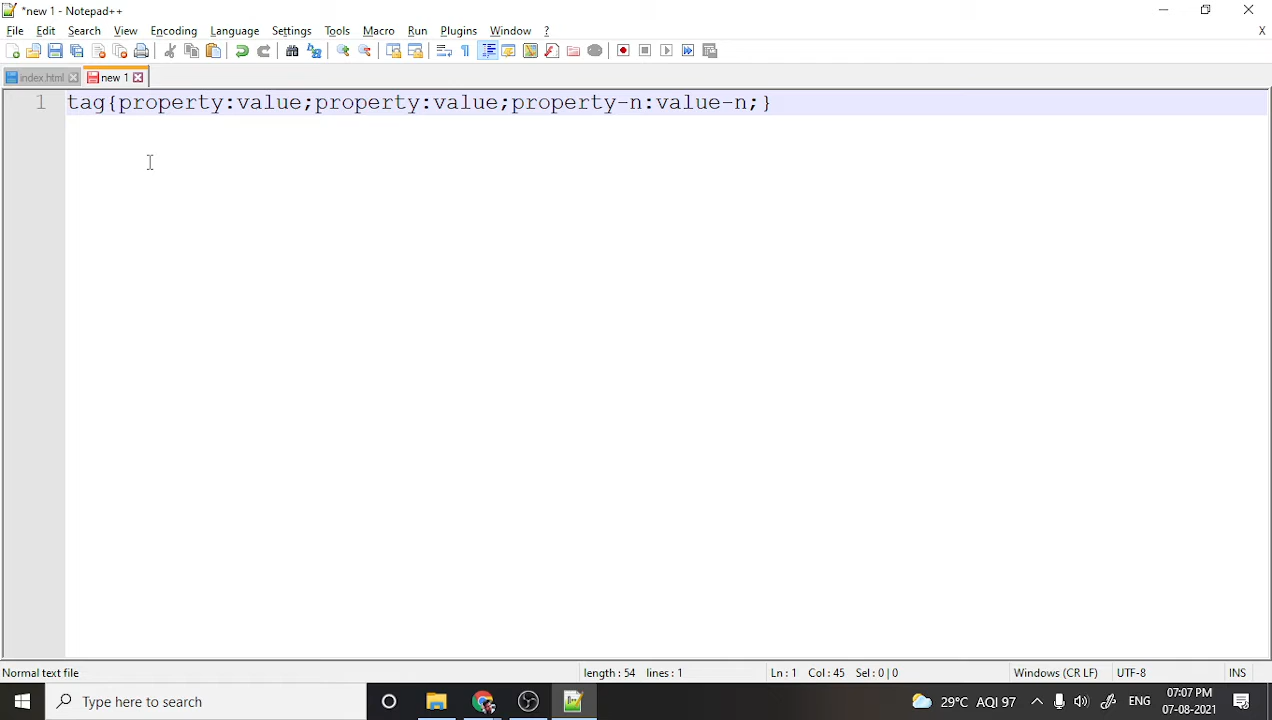 *new 1 - Notepad++
File Edit Search View Encoding Language Settings Tools Macro Run Plugins Window ? X
index.html new 1
1 tag{property:value;property:value;property-n:value-n;}
Normal text file length : 54 lines : 1 Ln : 1 Col : 45 Sel : 0 | 0 Windows (CR LF) UTF-8 INS
Type here to search 29°C AQI 97 ENG 07:07 PM
07-08-2021